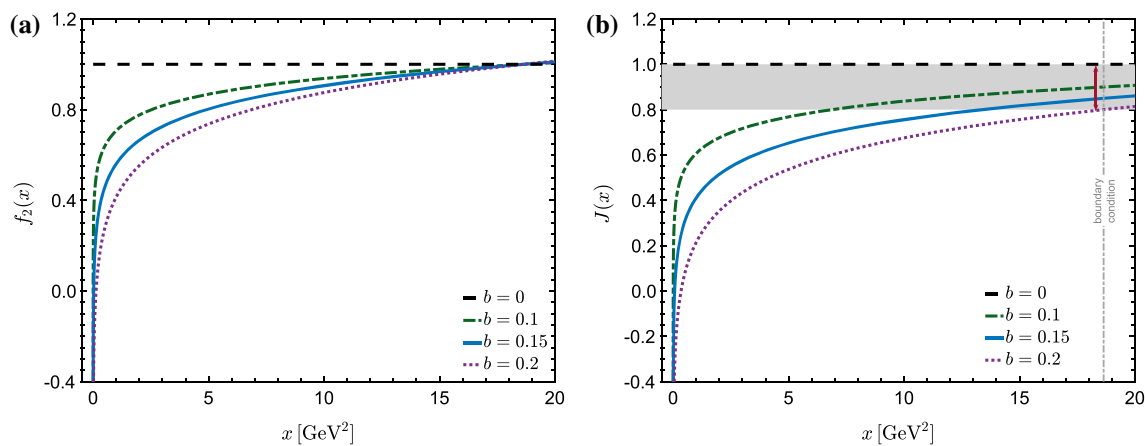 (a)
1.2
1.0
0.8
0.4
0.0
-0.4
f₂(x)
b = 0
b = 0.1
b = 0.15
b = 0.2
0 5 10 15 20
x [GeV²]
(b)
1.2
1.0
0.8
0.6
0.4
0.2
0.0
-0.2
-0.4
J(x)
boundary
condition
b = 0
b = 0.1
b = 0.15
b = 0.2
0 5 10 15 20
x [GeV²]